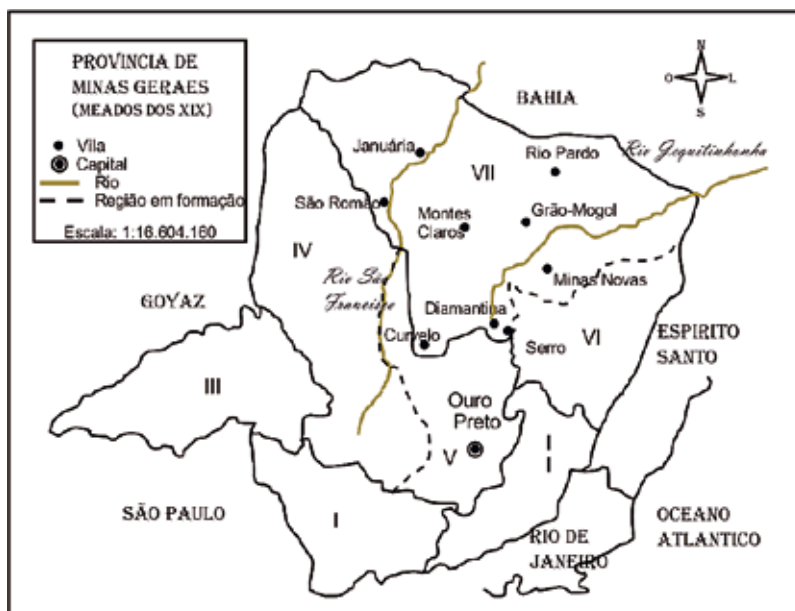 PROVINCIA DE
MINAS GERAES
(MEADOS DOS XIX)
Vila
Capital
Rio
Região em formação
Escala: 1:16.604.160
N
O
L
S
BAHIA
Januária
Rio Pardo
Rio Jequitinhonha
VII
São Romão
Montes
Claros
Grão-Mogol
IV
Rio São
Francisco
Minas Novas
GOYAZ
Diamantina
Curvelo
Serro
VI
ESPIRITO
SANTO
III
Ouro
Preto
V
I
I
SÃO PAULO
I
RIO DE
JANEIRO
OCEANO
ATLANTICO